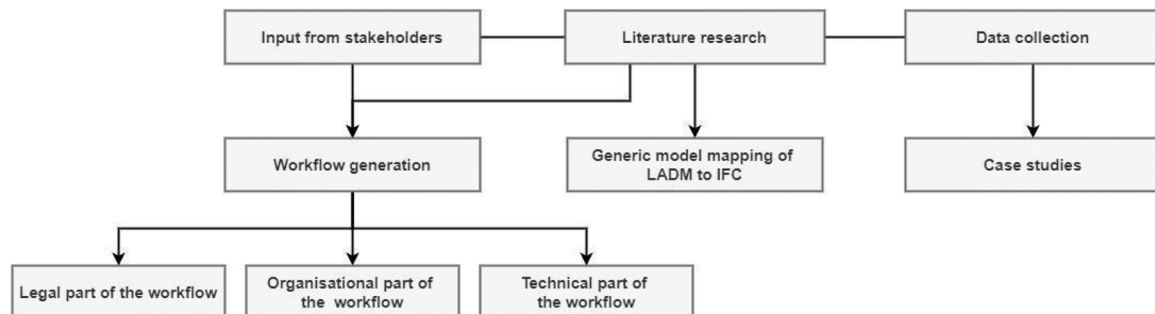 Input from stakeholders
Literature research
Data collection
Workflow generation
Generic model mapping of
LADM to IFC
Case studies
Legal part of the workflow
Organisational part of
the workflow
Technical part of
the workflow